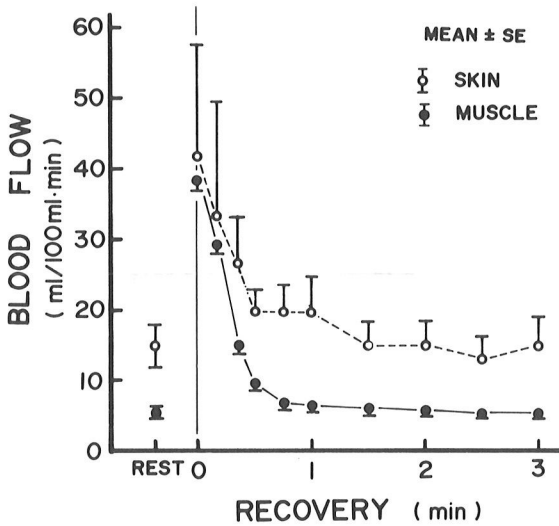 60
50
40
30
20
10
0
BLOOD FLOW
(ml/100ml·min)
MEAN ± SE
SKIN
MUSCLE
REST 0 1 2 3
RECOVERY (min)